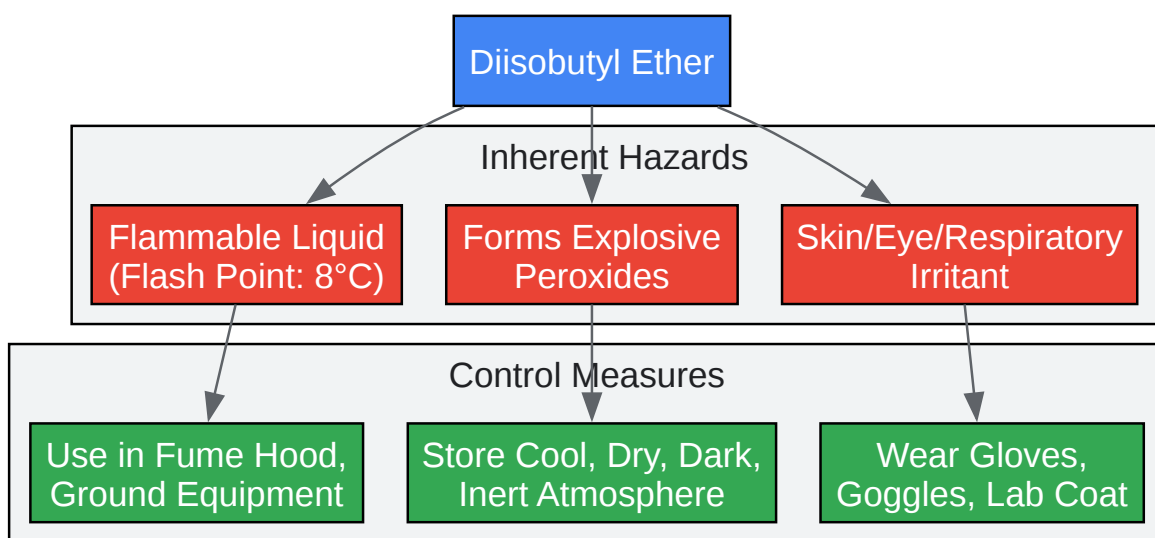 Diisobutyl Ether
Inherent Hazards
Flammable Liquid
(Flash Point: 8°C)
Forms Explosive
Peroxides
Skin/Eye/Respiratory
Irritant
Control Measures
Use in Fume Hood,
Ground Equipment
Store Cool, Dry, Dark,
Inert Atmosphere
Wear Gloves,
Goggles, Lab Coat